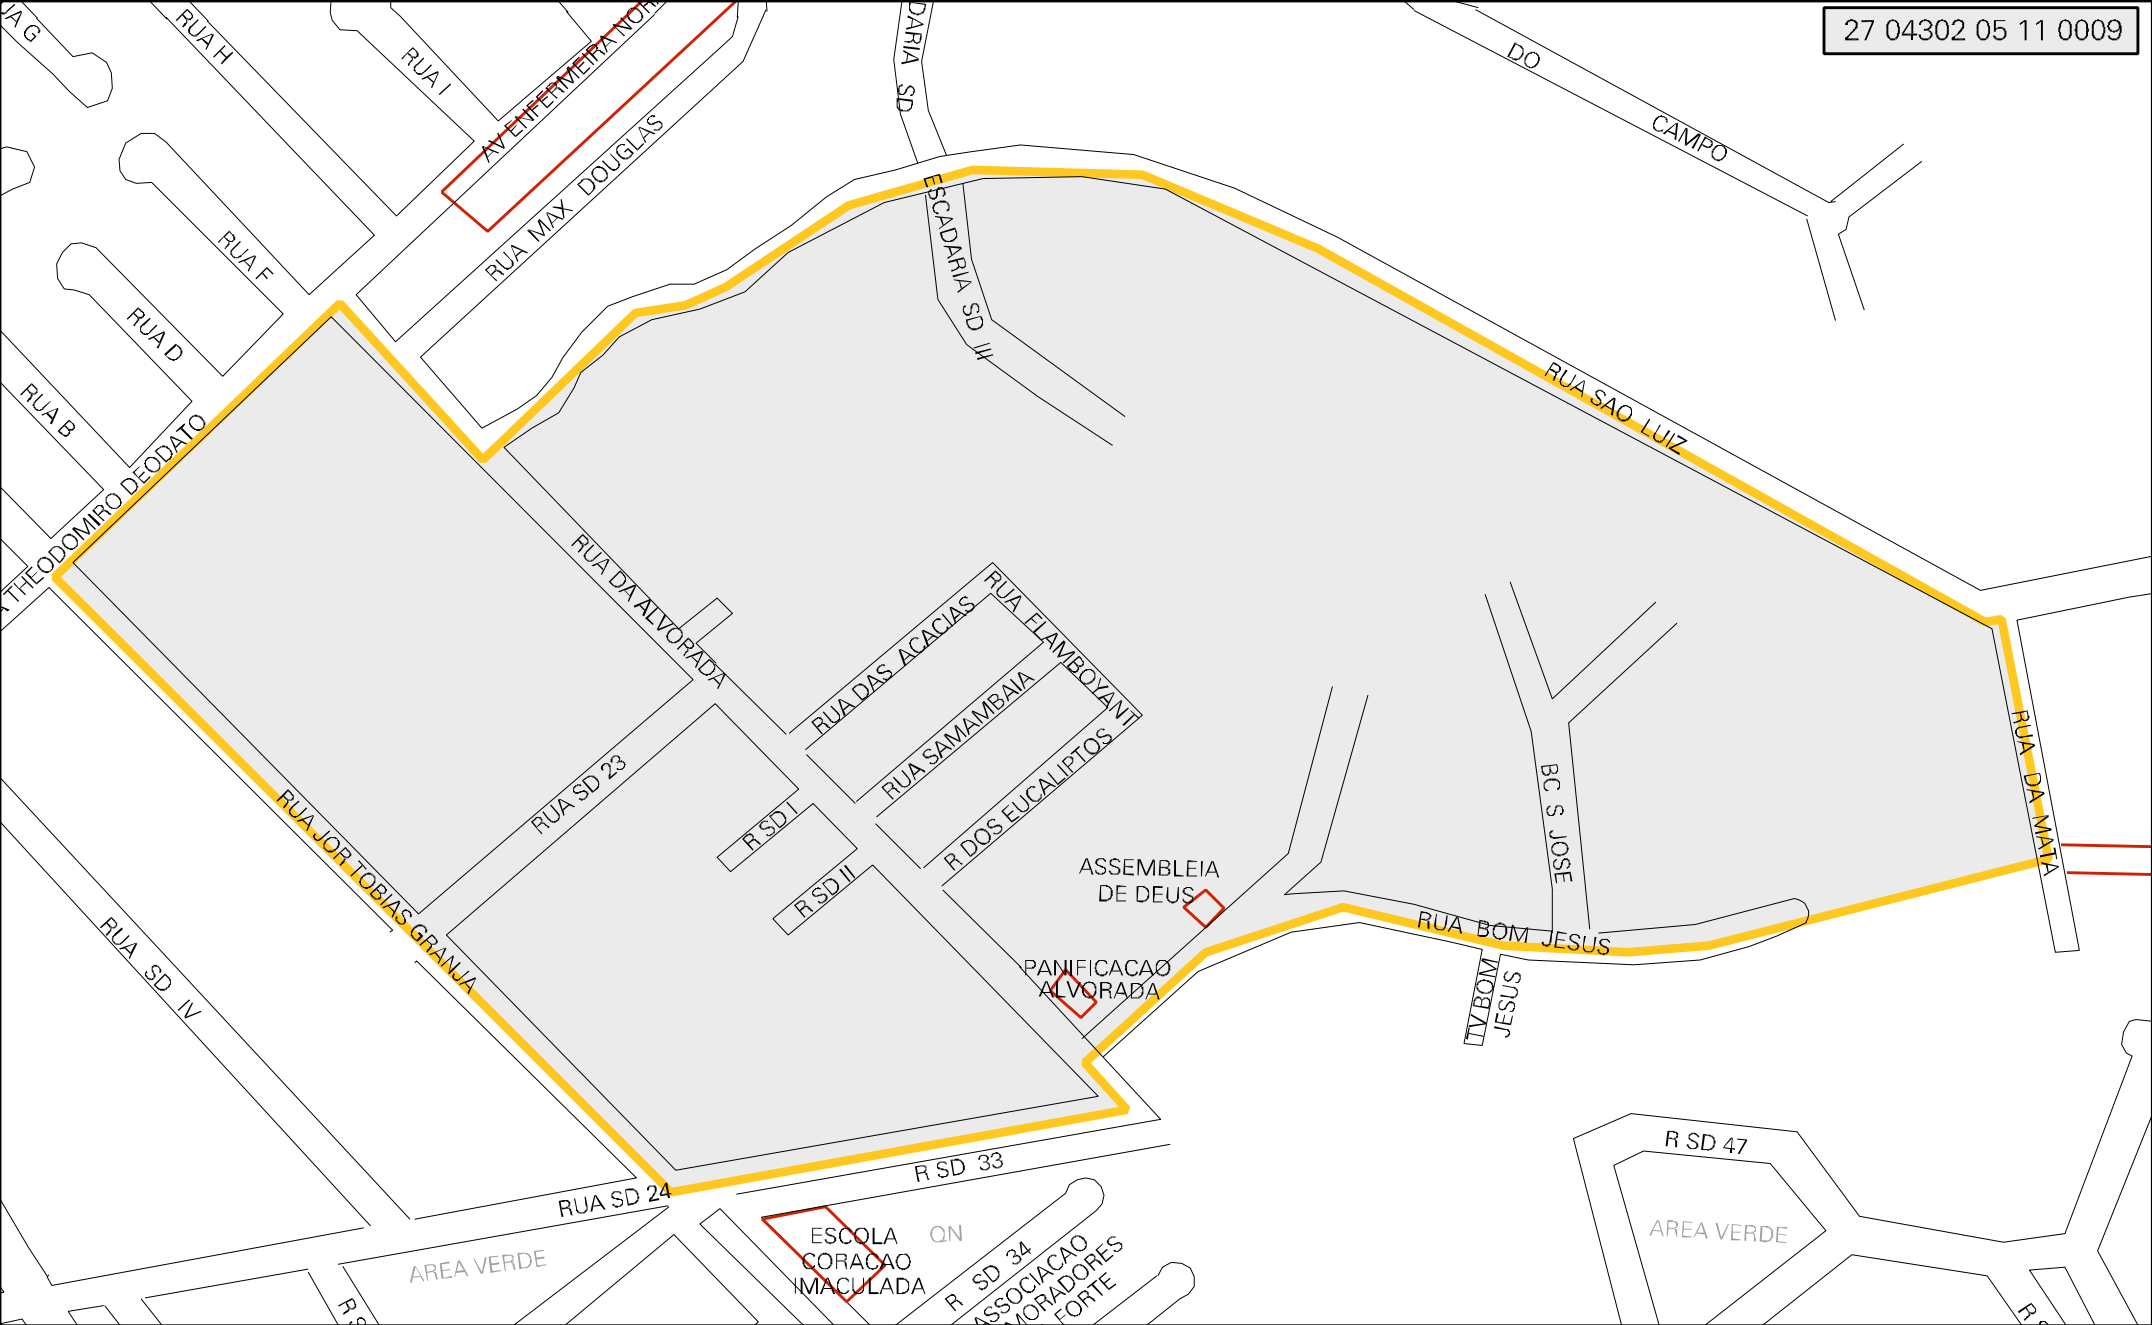 27 04302 05 11 0009
RUA H
RUA I
AV ENFERMEIRA
RUA MAX DOUGLAS
SD
DO
CAMPO
RUA F
RUA D
RUA B
THEODOMIRO DEODATO
ESCADARIA SD III
RUA SAO LUIZ
RUA DA ALVORADA
RUA DAS ACACIAS
RUA FLAMBOYANT
RUA SAMAMBAIA
R DOS EUCALIPTOS
RUA SD 23
R SD I
R SD II
RUA JOR TOBIAS GRANJA
RUA SD IV
ASSEMBLEIA
DE DEUS
PANIFICACAO
ALVORADA
BC S JOSE
RUA DA MATA
RUA BOM JESUS
TV BOM
JESUS
R SD 33
RUA SD 24
AREA VERDE
ESCOLA
CORACAO
IMACULADA
QN
R SD 34
ASSOCIACAO
MORADORES
FORTE
R SD 47
AREA VERDE